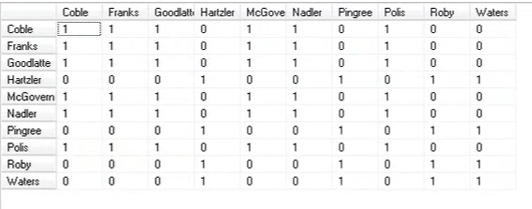 Coble Franks Goodlatte Hartzler McGove Nadler Pingree Polis Roby Waters
Coble 1 1 1 0 1 1 0 1 0 0
Franks 1 1 1 0 1 1 0 1 0 0
Goodlatte 1 1 1 0 1 1 0 1 0 0
Hartzler 0 0 0 1 0 0 1 0 1 1
McGovern 1 1 1 0 1 1 0 1 0 0
Nadler 1 1 1 0 1 1 0 1 0 0
Pingree 0 0 0 1 0 0 1 0 1 1
Polis 1 1 1 0 1 1 0 1 0 0
Roby 0 0 0 1 0 0 1 0 1 1
Waters 0 0 0 1 0 0 1 0 1 1